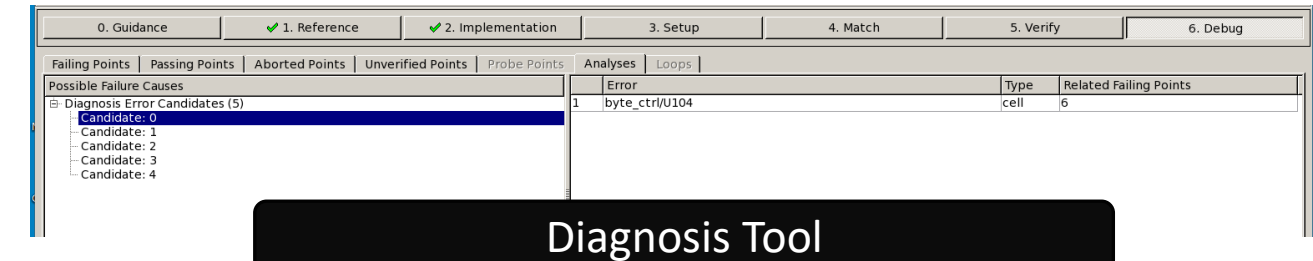 0. Guidance 1. Reference 2. Implementation 3. Setup 4. Match 5. Verify 6. Debug
Failing Points Passing Points Aborted Points Unverified Points Probe Points Analyses Loops
Possible Failure Causes
Diagnosis Error Candidates (5)
Candidate: 0
Candidate: 1
Candidate: 2
Candidate: 3
Candidate: 4
Error Type Related Failing Points
1 byte_ctrl/U104 cell 6
Diagnosis Tool